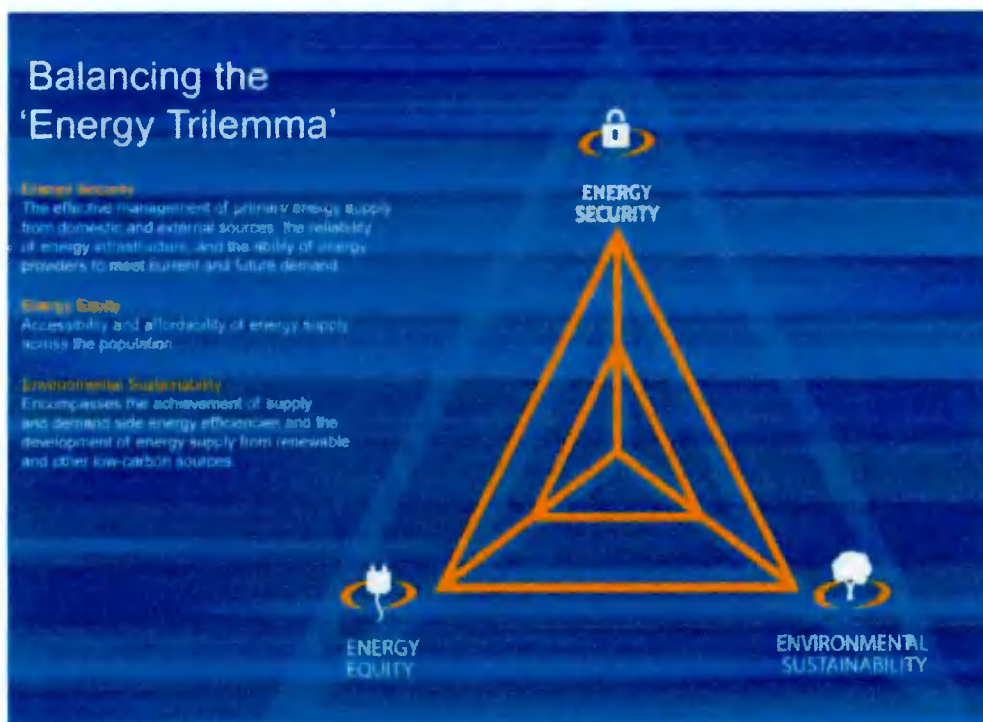 Balancing the
'Energy Trilemma'
Energy Security
The effective management of primary energy supply
from domestic and external sources, the reliability
of energy infrastructure, and the ability of energy
providers to meet current and future demand.
Energy Equity
Accessibility and affordability of energy supply
across the population.
Environmental Sustainability
Encompasses the achievement of supply
and demand side energy efficiencies and the
development of energy supply from renewable
and other low-carbon sources.
ENERGY
SECURITY
ENERGY
EQUITY
ENVIRONMENTAL
SUSTAINABILITY